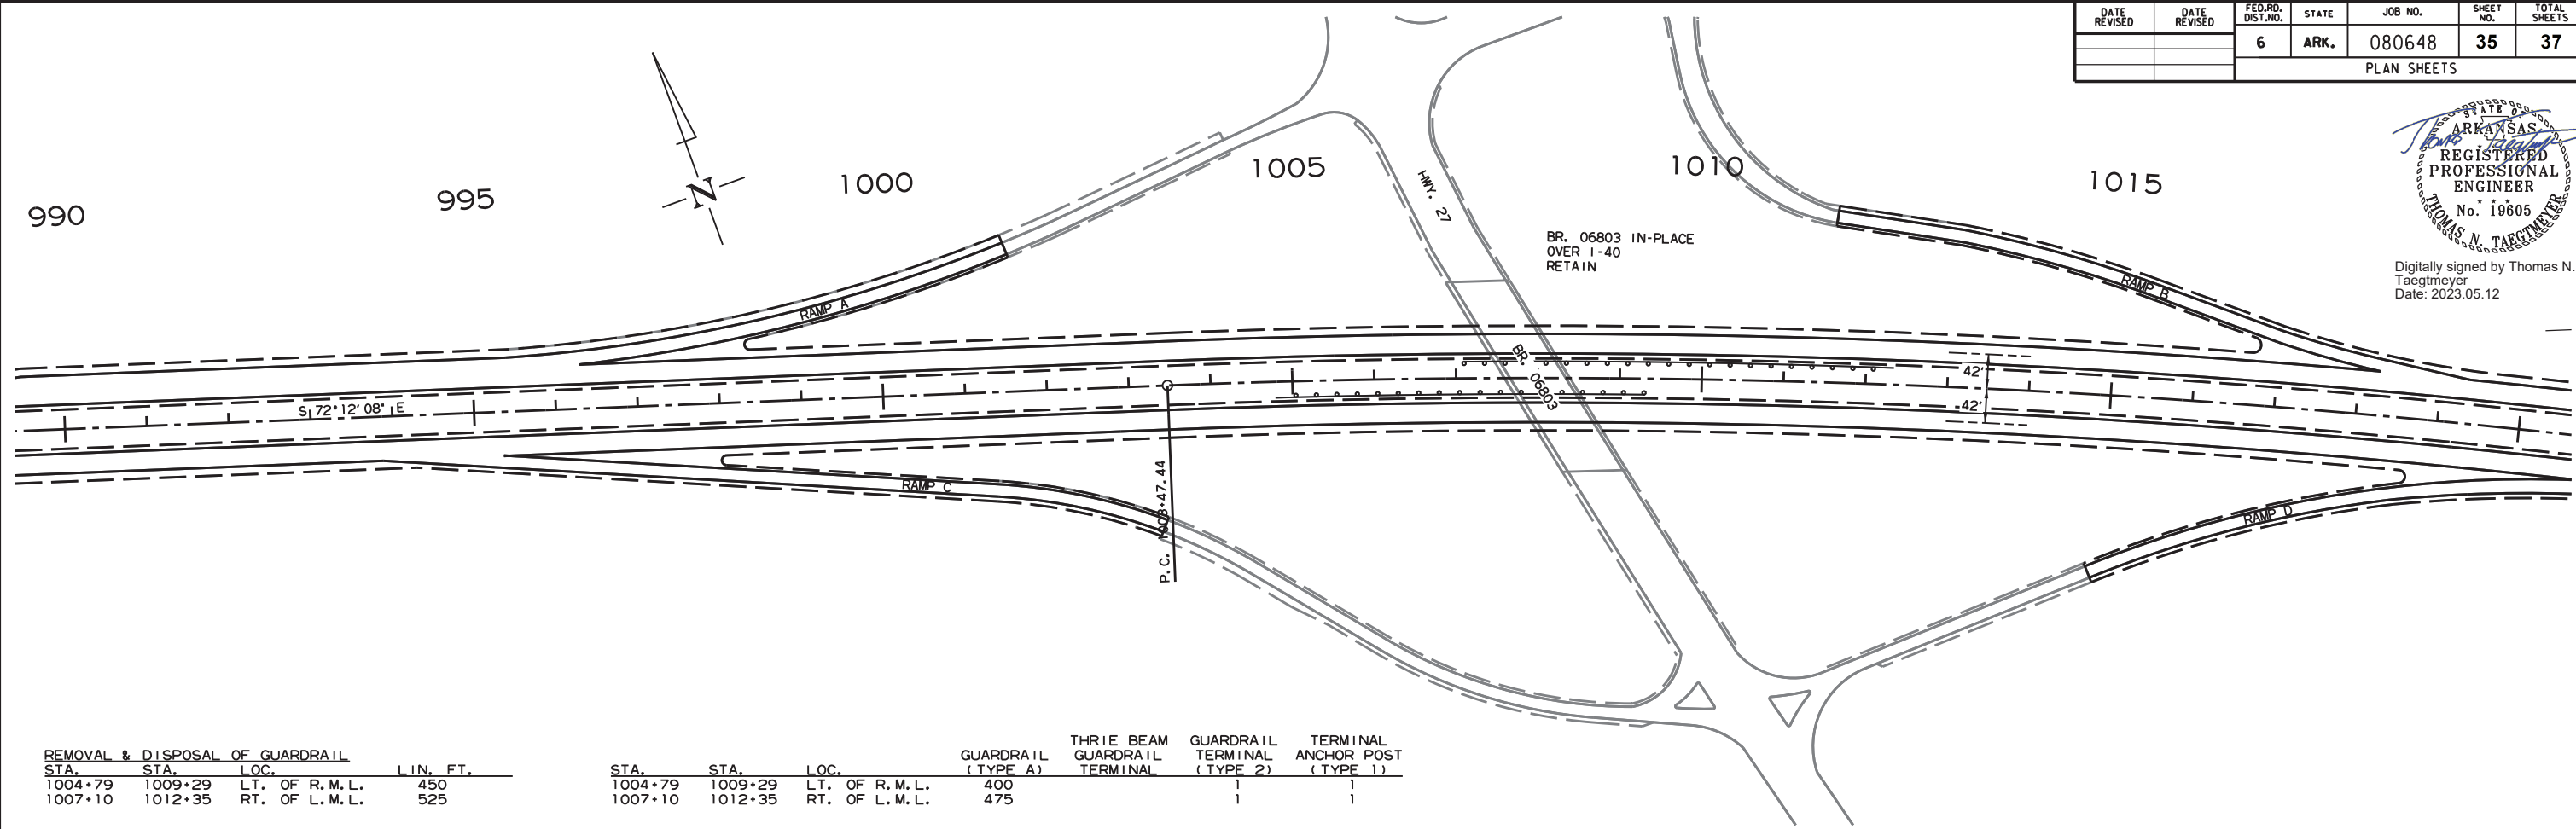 DATE REVISED
DATE REVISED
FED.RD. DIST.NO.
STATE
JOB NO.
SHEET NO.
TOTAL SHEETS
6 ARK. 080648 35 37
PLAN SHEETS
STATE OF
ARKANSAS
REGISTERED
PROFESSIONAL
ENGINEER
No. 19605
THOMAS N. TAEGTMEYER
Digitally signed by Thomas N.
Taegtmeyer
Date: 2023.05.12
990
995
1000
1005
1010
1015
N
HWY. 27
BR. 06803 IN-PLACE
OVER I-40
RETAIN
RAMP A
RAMP B
BR. 06803
42'
42'
S 72°12'08" E
RAMP C
P.C. 1003+47.44
RAMP D
REMOVAL & DISPOSAL OF GUARDRAIL
STA. STA. LOC. LIN. FT.
1004+79 1009+29 LT. OF R.M.L. 450
1007+10 1012+35 RT. OF L.M.L. 525
THRIE BEAM GUARDRAIL TERMINAL
GUARDRAIL GUARDRAIL TERMINAL ANCHOR POST
STA. STA. LOC. (TYPE A) TERMINAL (TYPE 2) (TYPE 1)
1004+79 1009+29 LT. OF R.M.L. 400 1 1
1007+10 1012+35 RT. OF L.M.L. 475 1 1